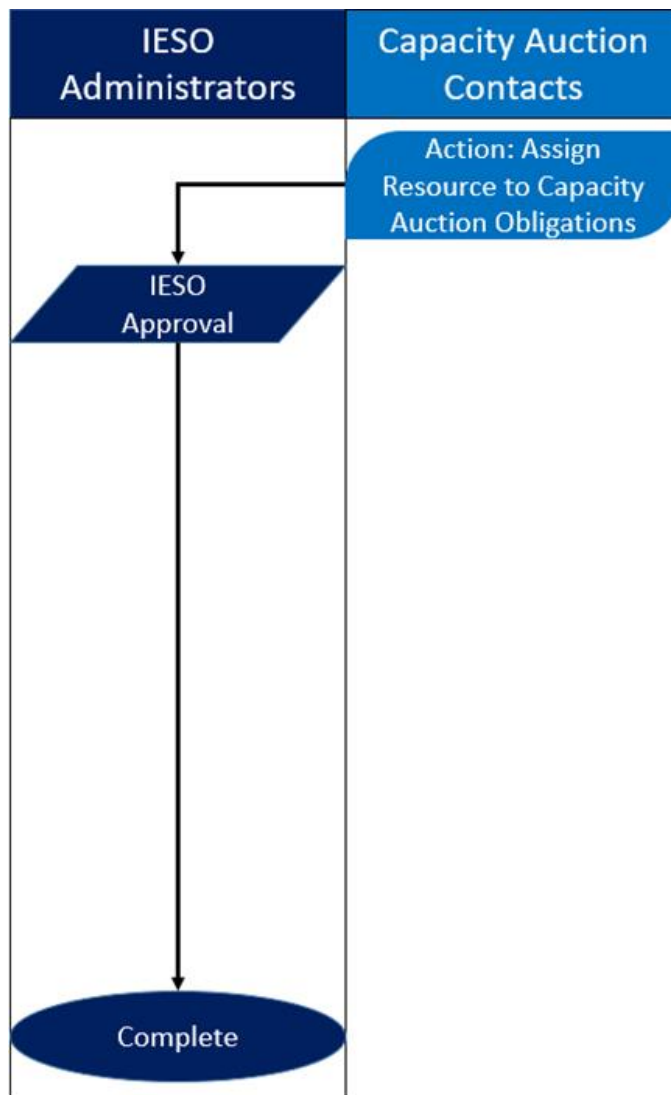 IESO
Administrators
Capacity Auction
Contacts
Action: Assign
Resource to Capacity
Auction Obligations
IESO
Approval
Complete